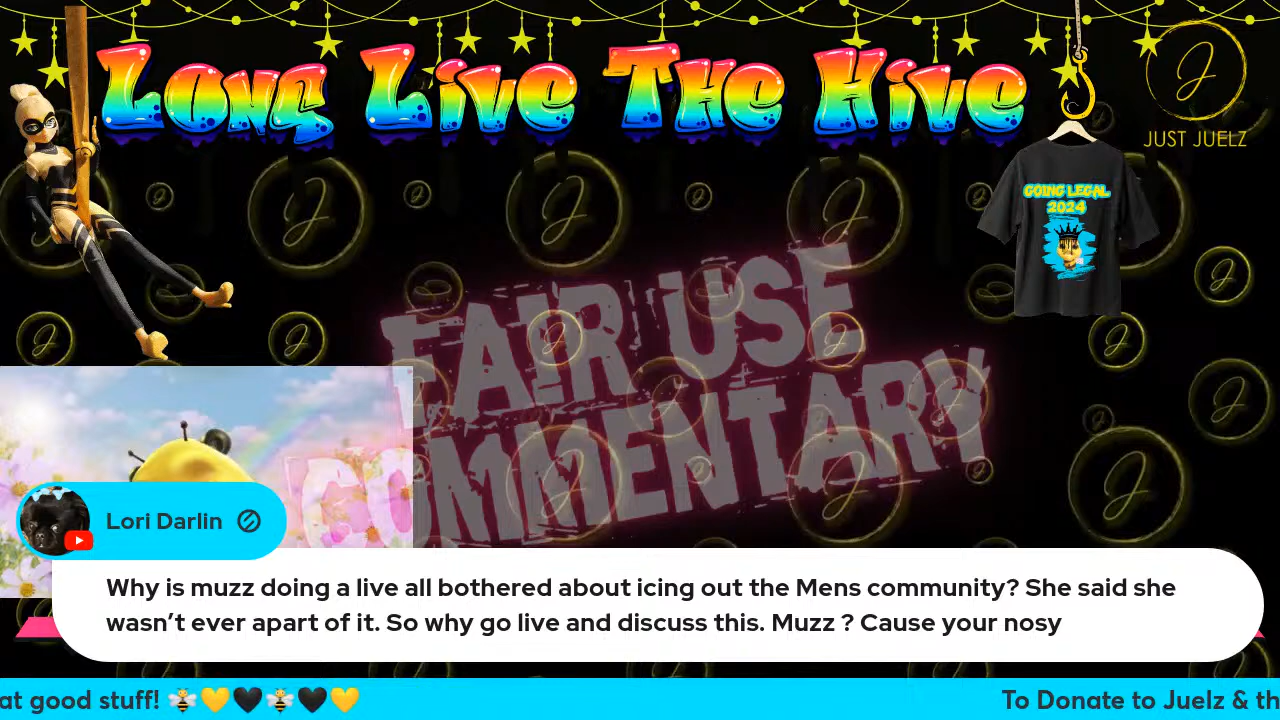 Long Live The Hive
J
JUST JUELZ
GOING LEGAL
2024
FAIR USE
COMMENTARY
Lori Darlin
Why is muzz doing a live all bothered about icing out the Mens community? She said she
wasn't ever apart of it. So why go live and discuss this. Muzz ? Cause your nosy
at good stuff! 🐝💛🖤🐝🖤💛
To Donate to Juelz & th